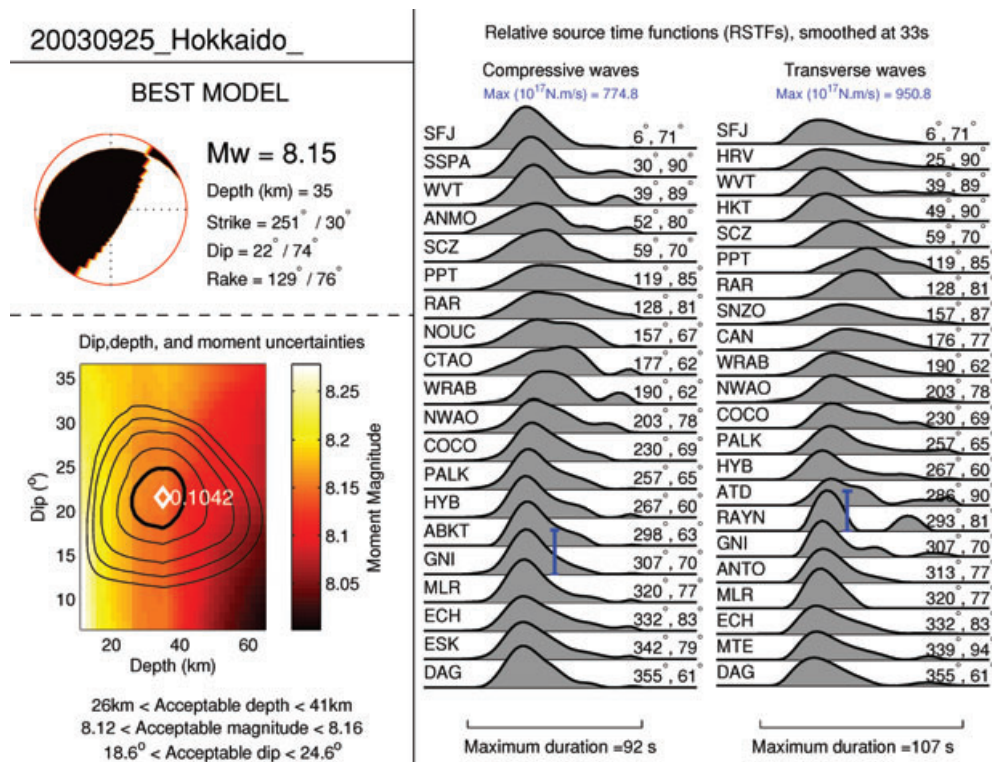 20030925_Hokkaido_
BEST MODEL
Mw = 8.15
Depth (km) = 35
Strike = 251° / 30°
Dip = 22° / 74°
Rake = 129° / 76°
Dip,depth, and moment uncertainties
35
30
25
20
15
10
Dip (°)
0.1042
20 40 60
Depth (km)
8.25
8.2
8.15
8.1
8.05
Moment Magnitude
26km < Acceptable depth < 41km
8.12 < Acceptable magnitude < 8.16
18.6° < Acceptable dip < 24.6°
Relative source time functions (RSTFs), smoothed at 33s
Compressive waves
Max (10^17N.m/s) = 774.8
SFJ 6°, 71°
SSPA 30°, 90°
WVT 39°, 89°
ANMO 52°, 80°
SCZ 59°, 70°
PPT 119°, 85°
RAR 128°, 81°
NOUC 157°, 67°
CTAO 177°, 62°
WRAB 190°, 62°
NWAO 203°, 78°
COCO 230°, 69°
PALK 257°, 65°
HYB 267°, 60°
ABKT 298°, 63°
GNI 307°, 70°
MLR 320°, 77°
ECH 332°, 83°
ESK 342°, 79°
DAG 355°, 61°
Maximum duration =92 s
Transverse waves
Max (10^17N.m/s) = 950.8
SFJ 6°, 71°
HRV 25°, 90°
WVT 39°, 89°
HKT 49°, 90°
SCZ 59°, 70°
PPT 119°, 85°
RAR 128°, 81°
SNZO 157°, 87°
CAN 176°, 77°
WRAB 190°, 62°
NWAO 203°, 78°
COCO 230°, 69°
PALK 257°, 65°
HYB 267°, 60°
ATD 286°, 90°
RAYN 293°, 81°
GNI 307°, 70°
ANTO 313°, 77°
MLR 320°, 77°
ECH 332°, 83°
MTE 339°, 94°
DAG 355°, 61°
Maximum duration =107 s